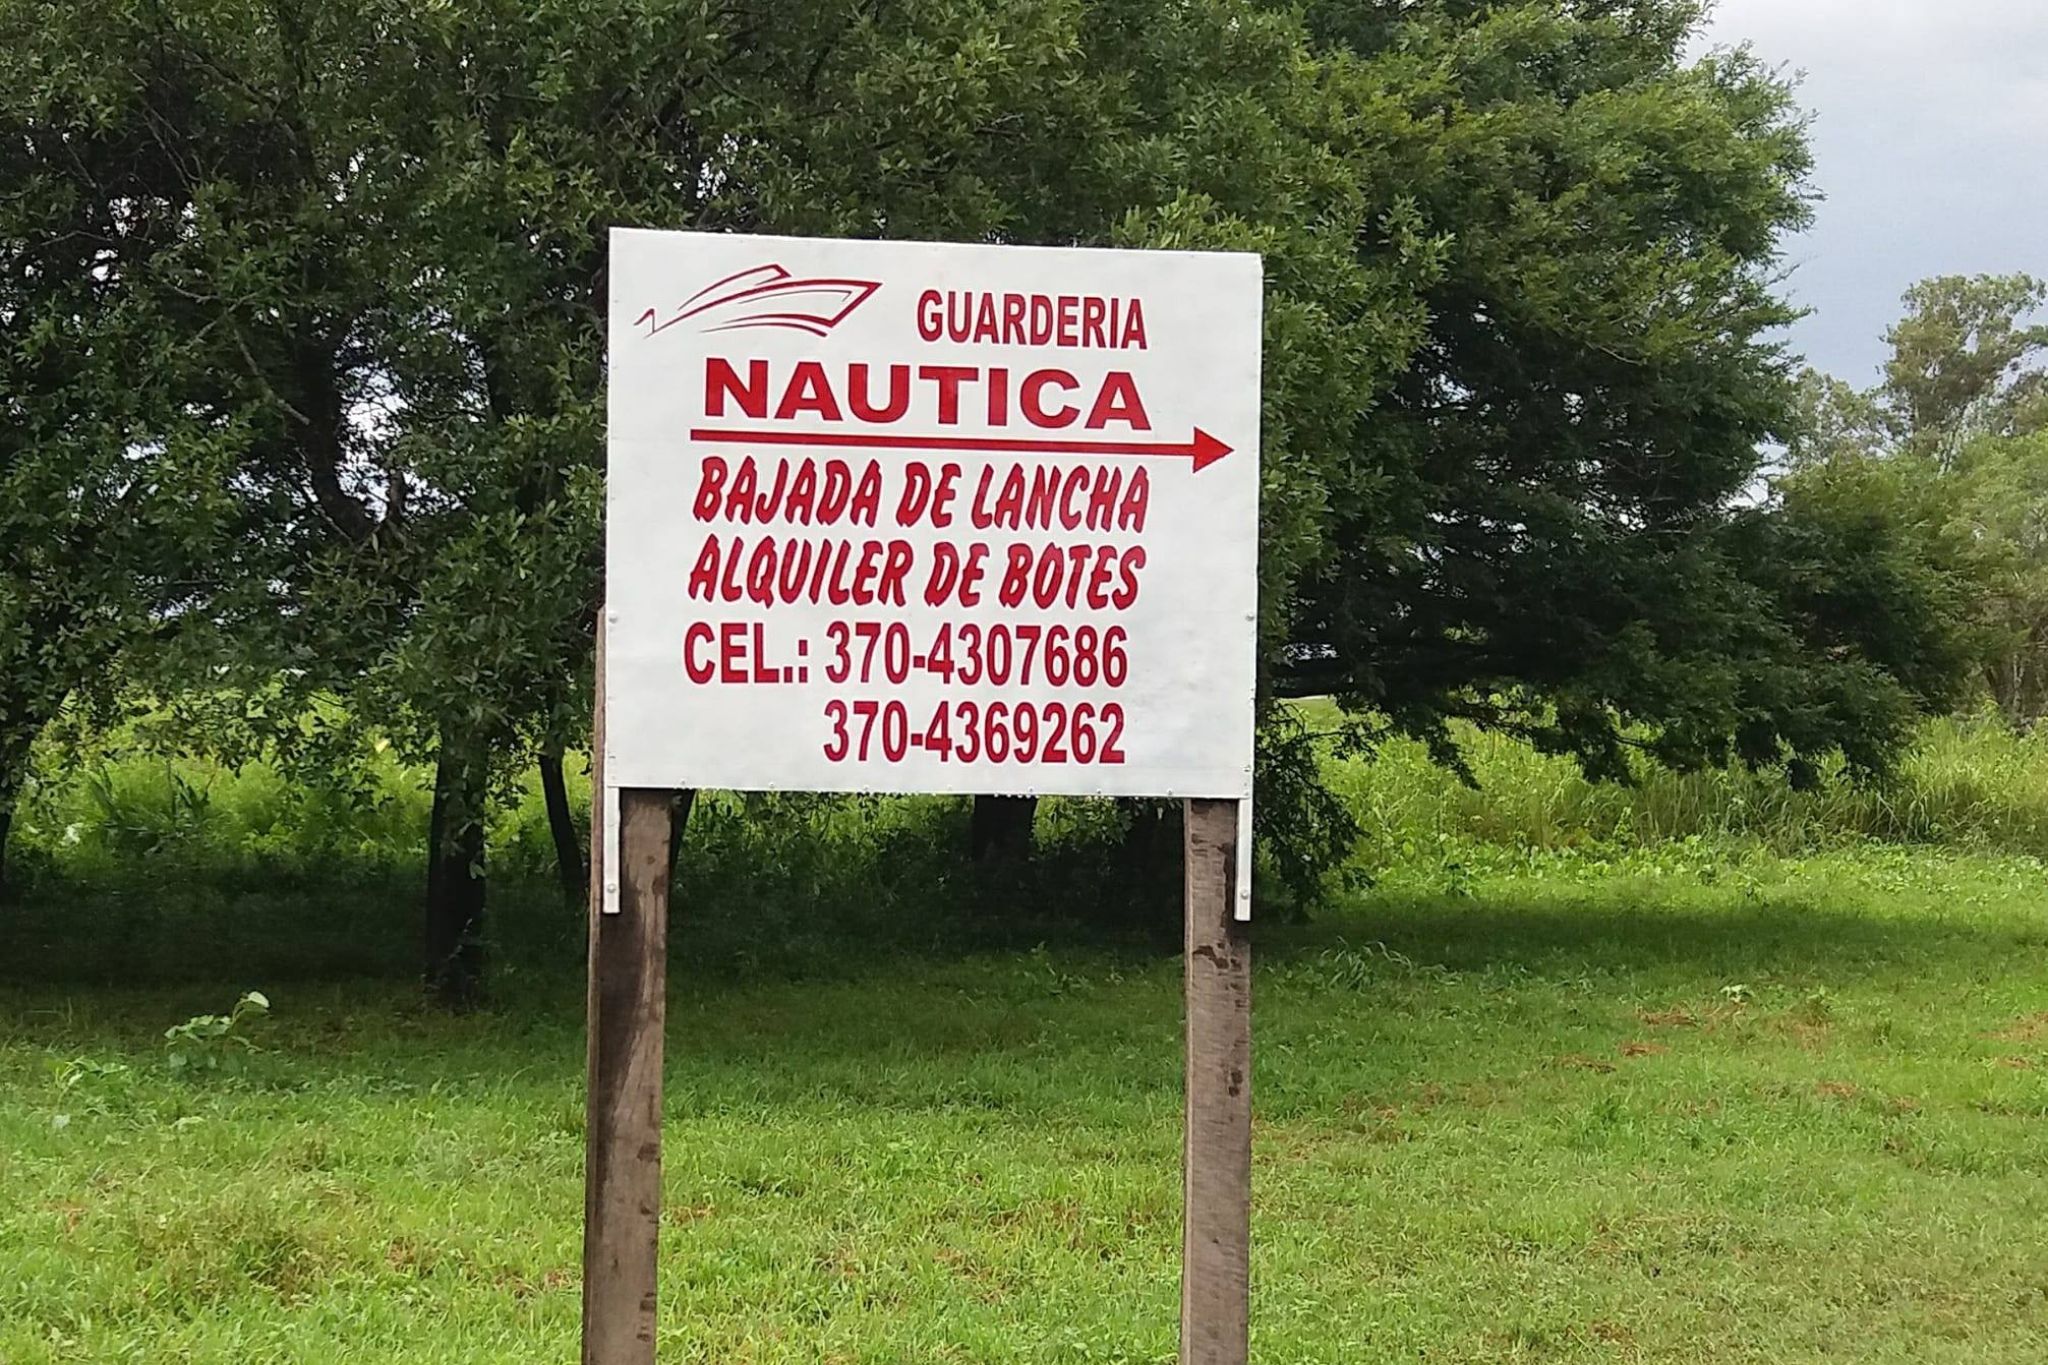 GUARDERIA
NAUTICA
BAJADA DE LANCHA
ALQUILER DE BOTES
CEL.: 370-4307686
370-4369262